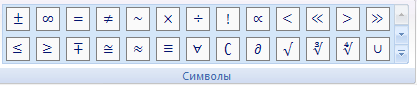 ± ∞ = ≠ ~ × ÷ ! ∝ < ≪ > ≫
≤ ≥ ∓ ≅ ≈ ≡ ∀ ∁ ∂ √ ∛ ∜ ∪
Символы